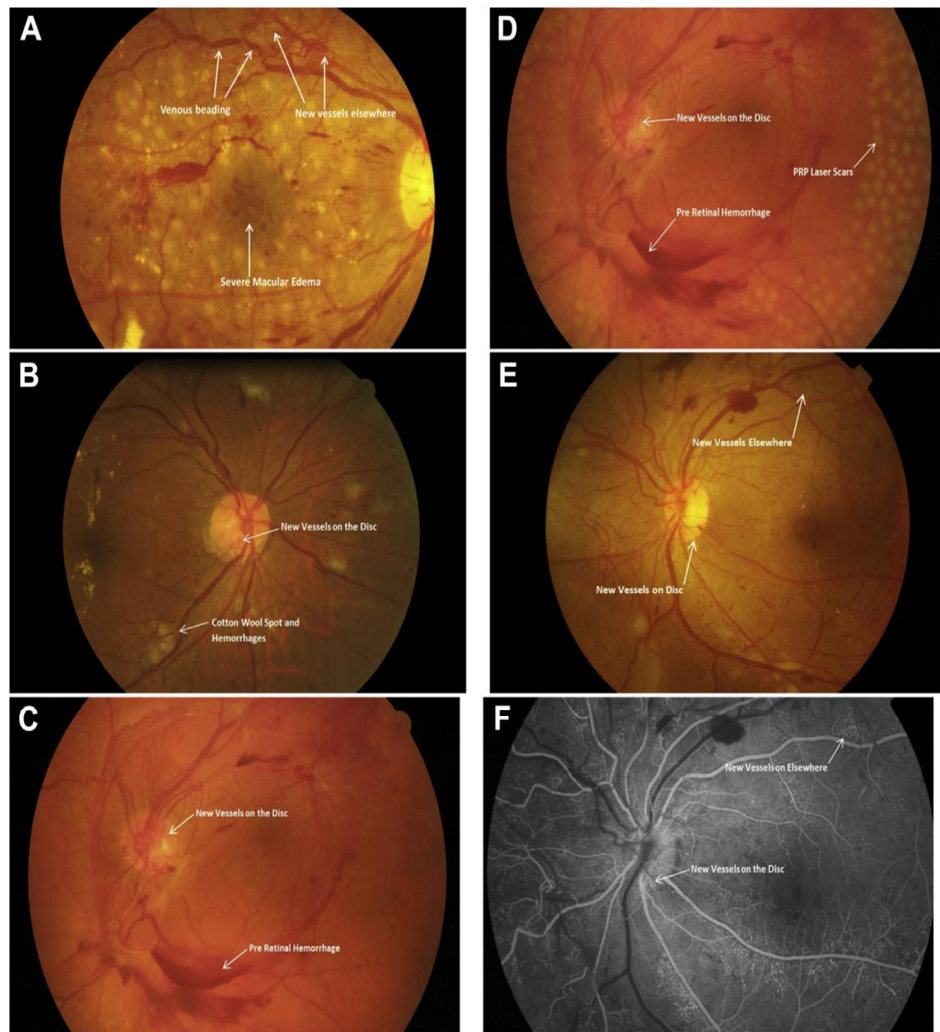 A
Venous beading
New vessels elsewhere
Severe Macular Edema
B
New Vessels on the Disc
Cotton Wool Spot and
Hemorrhages
C
New Vessels on the Disc
Pre Retinal Hemorrhage
D
New Vessels on the Disc
PRP Laser Scars
Pre Retinal Hemorrhage
E
New Vessels Elsewhere
New Vessels on Disc
F
New Vessels on Elsewhere
New Vessels on the Disc